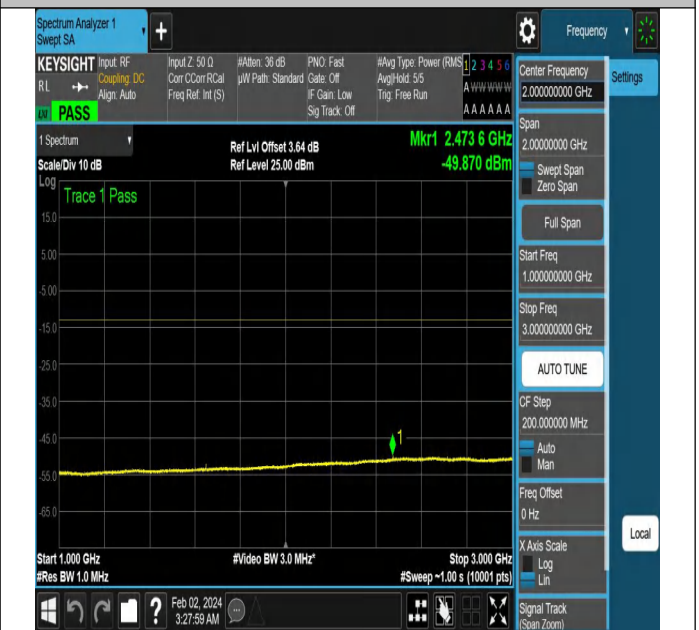 Spectrum Analyzer 1
Swept SA
Frequency
KEYSIGHT
RL
PASS
Input: RF
Coupling: DC
Align: Auto
Input Z: 50 Ω
Corr CCorr RCal
Freq Ref: Int (S)
#Atten: 36 dB
µW Path: Standard
PNO: Fast
Gate: Off
IF Gain: Low
Sig Track: Off
#Avg Type: Power (RMS
Avg|Hold: 5/5
Trig: Free Run
1 2 3 4 5 6
A W W W W W
A A A A A A
1 Spectrum
Scale/Div 10 dB
Ref Lvl Offset 3.64 dB
Ref Level 25.00 dBm
Mkr1 2.473 6 GHz
-49.870 dBm
Log
Trace 1 Pass
15.0
5.00
-5.00
-15.0
-25.0
-35.0
-45.0
-55.0
-65.0
1
Start 1.000 GHz
#Res BW 1.0 MHz
#Video BW 3.0 MHz*
Stop 3.000 GHz
#Sweep ~1.00 s (10001 pts)
Center Frequency
2.000000000 GHz
Settings
Span
2.00000000 GHz
Swept Span
Zero Span
Full Span
Start Freq
1.000000000 GHz
Stop Freq
3.000000000 GHz
AUTO TUNE
CF Step
200.000000 MHz
Auto
Man
Freq Offset
0 Hz
X Axis Scale
Log
Lin
Signal Track
(Span Zoom)
Local
?
Feb 02, 2024
3:27:59 AM